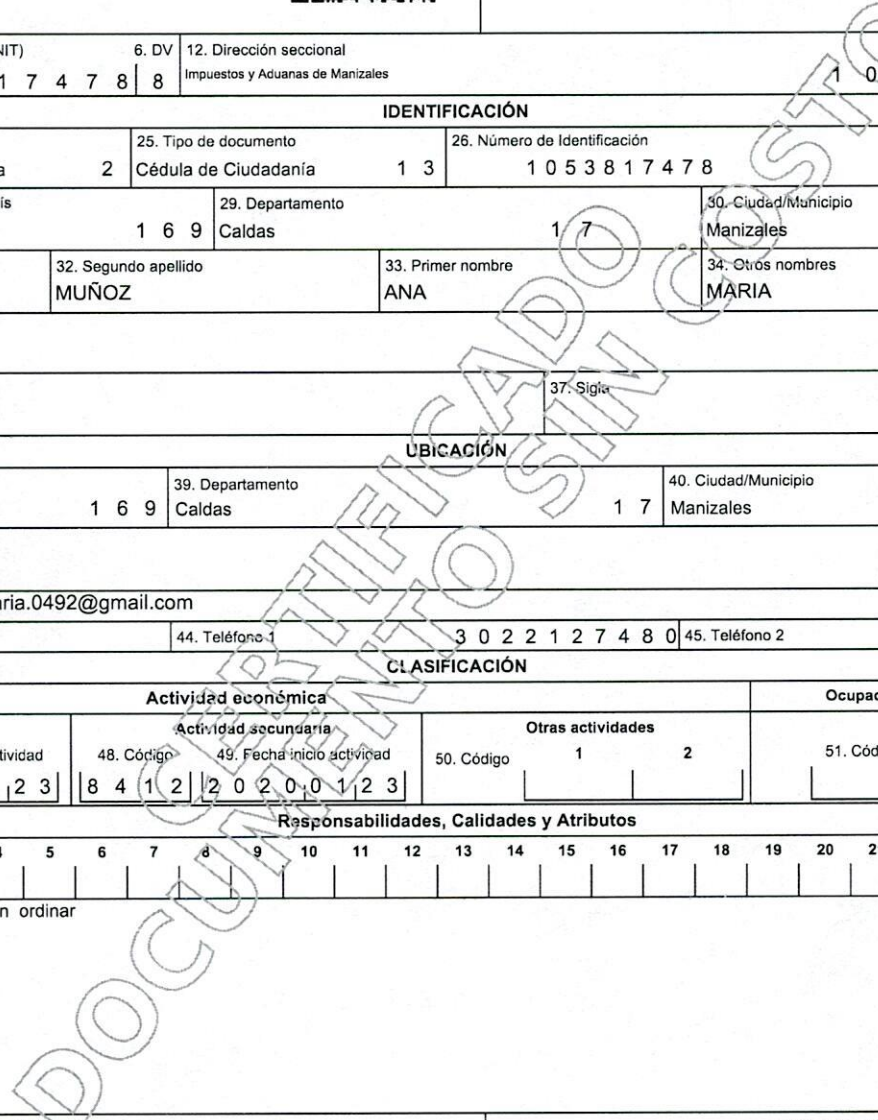 NIT) 6. DV 12. Dirección seccional
1 7 4 7 8 8 Impuestos y Aduanas de Manizales 1 0
IDENTIFICACIÓN
25. Tipo de documento 26. Número de Identificación
a 2 Cédula de Ciudadanía 1 3 1 0 5 3 8 1 7 4 7 8
ís 29. Departamento 30. Ciudad/Municipio
1 6 9 Caldas 1 7 Manizales
32. Segundo apellido 33. Primer nombre 34. Otros nombres
MUÑOZ ANA MARIA
37. Sigla
UBICACIÓN
39. Departamento 40. Ciudad/Municipio
1 6 9 Caldas 1 7 Manizales
aria.0492@gmail.com
44. Teléfono 1 3 0 2 2 1 2 7 4 8 0 45. Teléfono 2
CLASIFICACIÓN
Actividad económica Ocupac
Actividad secundaria Otras actividades
tividad 48. Código 49. Fecha inicio actividad 50. Código 1 2 51. Cód
2 3 8 4 1 2 2 0 2 0 0 1 2 3
Responsabilidades, Calidades y Atributos
5 6 7 8 9 10 11 12 13 14 15 16 17 18 19 20 2
n ordinar
CERTIFICADO
DOCUMENTO SIN COSTO